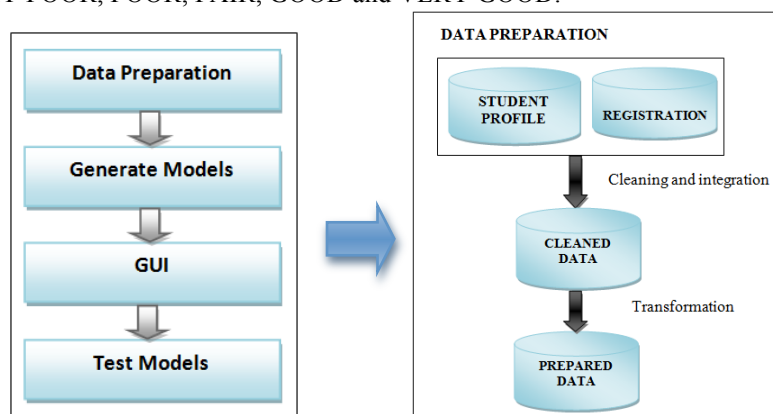 POOR, FAIR, GOOD and VERY GOOD.
Data Preparation
Generate Models
GUI
Test Models
DATA PREPARATION
STUDENT
PROFILE
REGISTRATION
Cleaning and integration
CLEANED
DATA
Transformation
PREPARED
DATA